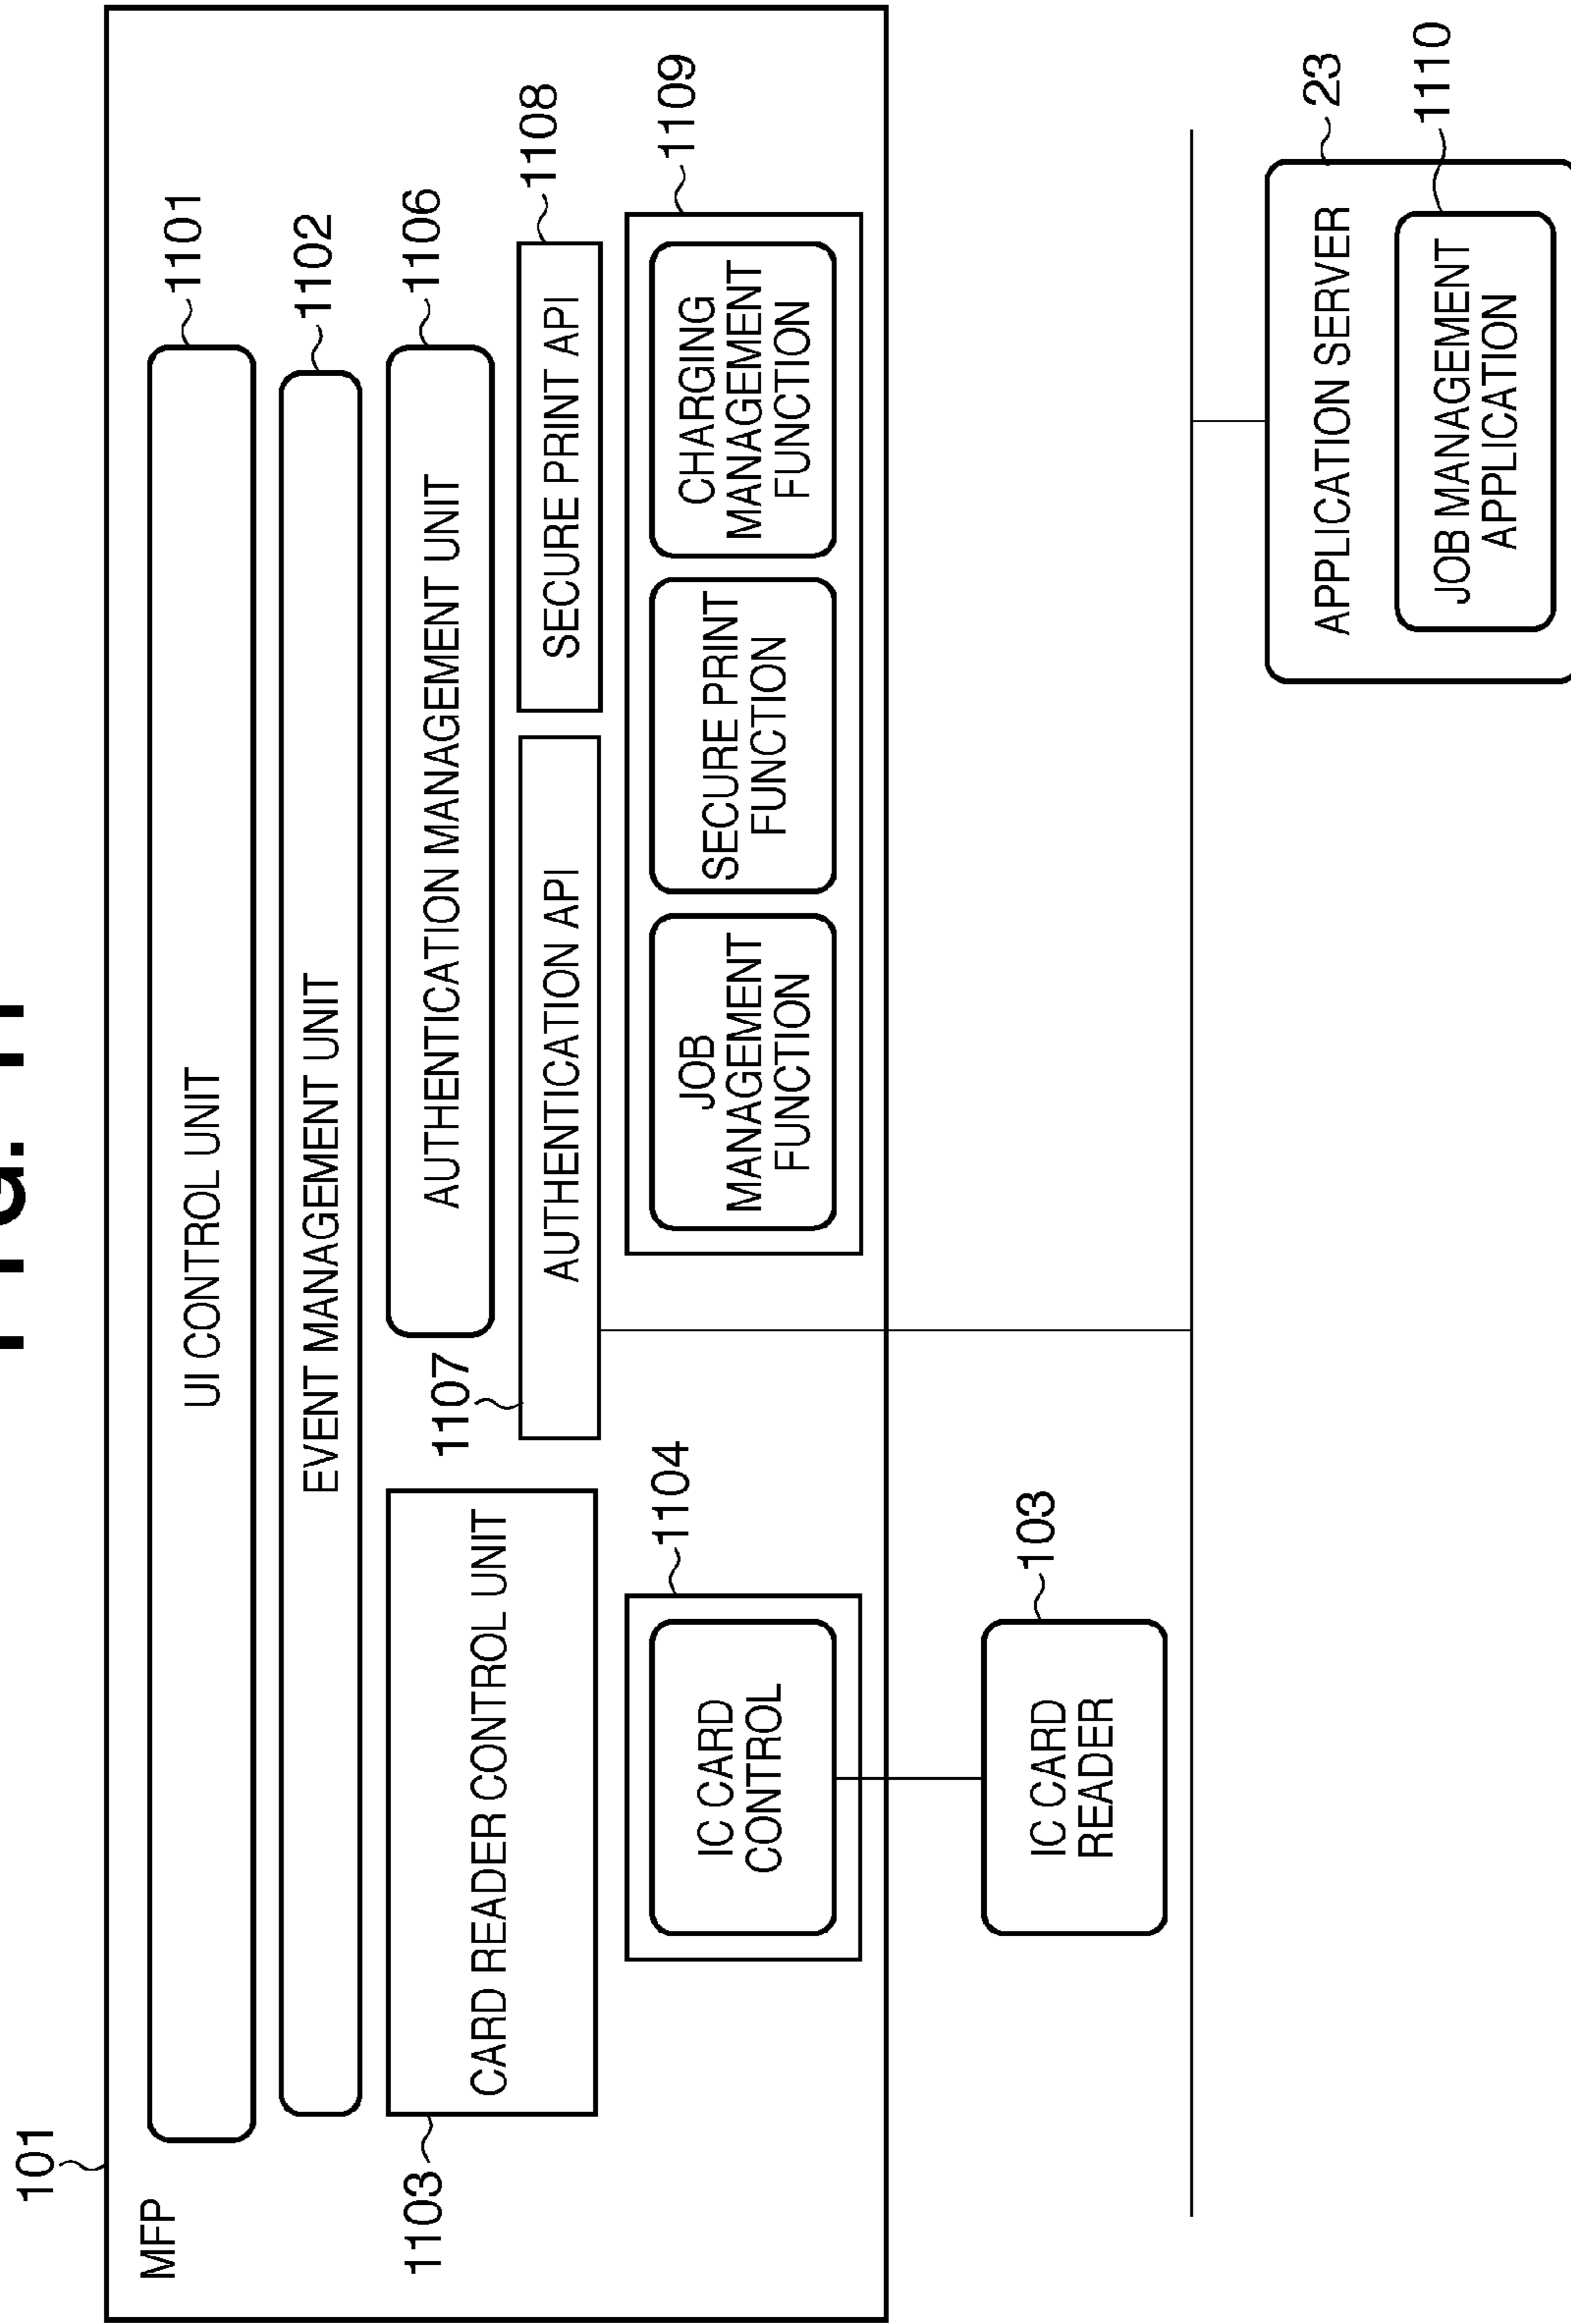 FIG. 11
101
MFP
UI CONTROL UNIT
1101
EVENT MANAGEMENT UNIT
1102
1103
CARD READER CONTROL UNIT
1107
AUTHENTICATION MANAGEMENT UNIT
1106
AUTHENTICATION API
SECURE PRINT API
1108
IC CARD
CONTROL
1104
JOB
MANAGEMENT
FUNCTION
SECURE PRINT
FUNCTION
CHARGING
MANAGEMENT
FUNCTION
1109
IC CARD
READER
103
APPLICATION SERVER
23
JOB MANAGEMENT
APPLICATION
1110